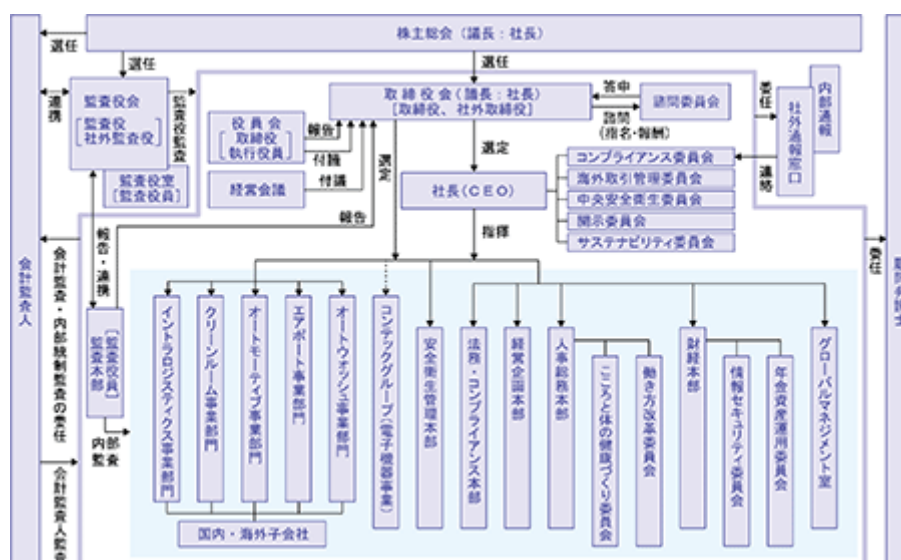 株主総会（議長：社長）
選任
選任
選任
監査役会
[監査役
社外監査役]
連携
監査役監査
監査役室
[監査役員]
取締役会（議長：社長）
[取締役、社外取締役]
答申
諮問
(指名・報酬)
諮問委員会
委任
内部通報
社外通報窓口
連絡
役員会
[取締役
執行役員]
報告
付議
経営会議
付議
選定
選定
社長(CEO)
コンプライアンス委員会
海外取引管理委員会
中央安全衛生委員会
開示委員会
サステナビリティ委員会
報告
指揮
報告・連携
会計監査人
会計監査・内部統制監査の委任
会計監査人監査
委任
監査本部
[監査役員]
内部
監査
イントラロジスティクス事業部門
クリーンルーム事業部門
オートモーティブ事業部門
エアポート事業部門
オートウォッシュ事業部門
コンテックグループ(電子機器事業)
安全衛生管理本部
法務・コンプライアンス本部
経営企画本部
人事総務本部
こころと体の健康づくり委員会
働き方改革委員会
財経本部
情報セキュリティ委員会
年金資産運用委員会
グローバルマネジメント室
国内・海外子会社